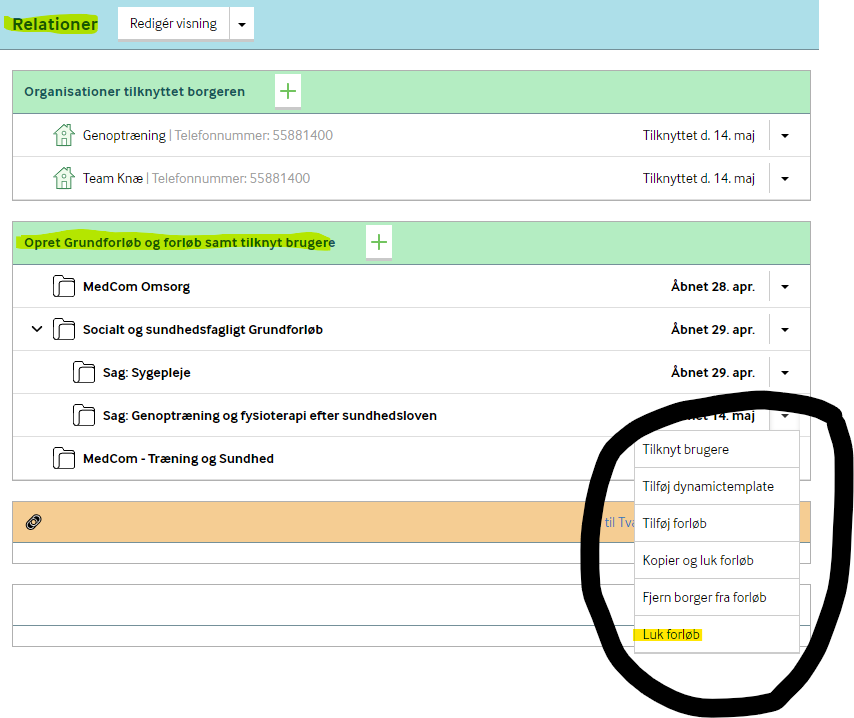 Relationer
Redigér visning
Organisationer tilknyttet borgeren
Genoptræning | Telefonnummer: 55881400
Tilknyttet d. 14. maj
Team Knæ | Telefonnummer: 55881400
Tilknyttet d. 14. maj
Opret Grundforløb og forløb samt tilknyt brugere
MedCom Omsorg
Åbnet 28. apr.
Socialt og sundhedsfagligt Grundforløb
Åbnet 29. apr.
Sag: Sygepleje
Åbnet 29. apr.
Sag: Genoptræning og fysioterapi efter sundhedsloven
14. maj
Tilknyt brugere
MedCom - Træning og Sundhed
Tilføj dynamictemplate
til
Tilføj forløb
Kopier og luk forløb
Fjern borger fra forløb
Luk forløb